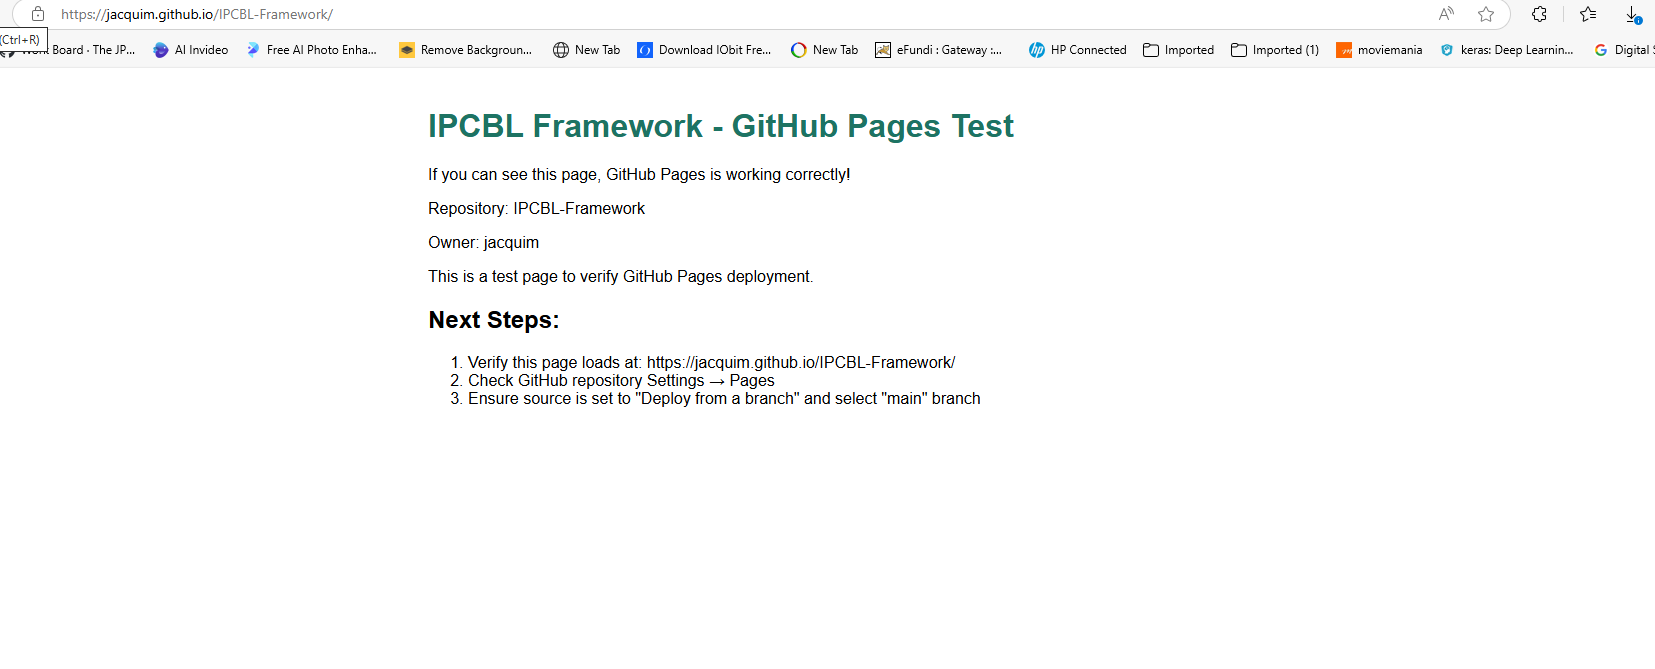 https://jacquim.github.io/IPCBL-Framework/
(Ctrl+R)
Work Board · The JP...
AI Invideo
Free AI Photo Enha...
Remove Backgroun...
New Tab
Download IObit Fre...
New Tab
eFundi : Gateway :...
HP Connected
Imported
Imported (1)
moviemania
keras: Deep Learnin...
Digital
IPCBL Framework - GitHub Pages Test
If you can see this page, GitHub Pages is working correctly!
Repository: IPCBL-Framework
Owner: jacquim
This is a test page to verify GitHub Pages deployment.
Next Steps:
1. Verify this page loads at: https://jacquim.github.io/IPCBL-Framework/
2. Check GitHub repository Settings → Pages
3. Ensure source is set to "Deploy from a branch" and select "main" branch